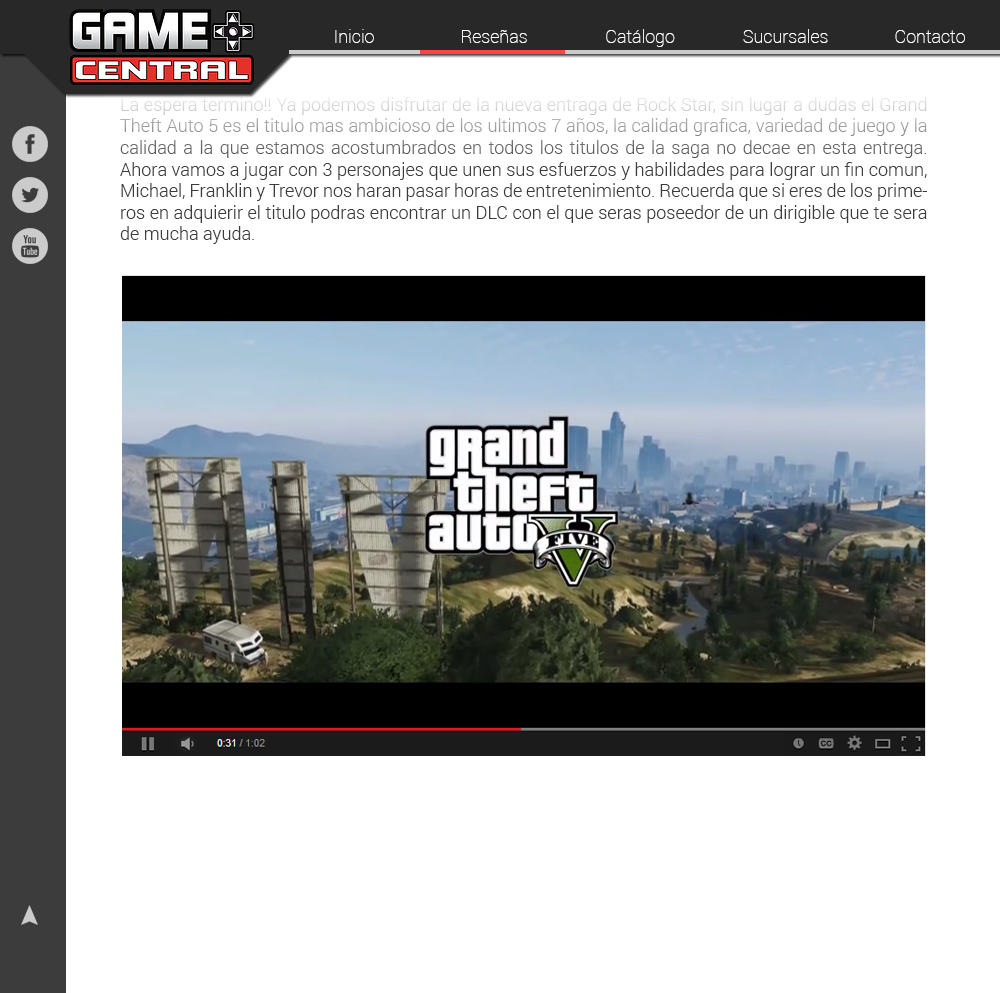 GAME
CENTRAL
Inicio
Reseñas
Catálogo
Sucursales
Contacto
La espera termino!! Ya podemos disfrutar de la nueva entraga de Rock Star, sin lugar a dudas el Grand
Theft Auto 5 es el titulo mas ambicioso de los ultimos 7 años, la calidad grafica, variedad de juego y la
calidad a la que estamos acostumbrados en todos los titulos de la saga no decae en esta entrega.
Ahora vamos a jugar con 3 personajes que unen sus esfuerzos y habilidades para lograr un fin comun,
Michael, Franklin y Trevor nos haran pasar horas de entretenimiento. Recuerda que si eres de los prime-
ros en adquierir el titulo podras encontrar un DLC con el que seras poseedor de un dirigible que te sera
de mucha ayuda.
You
Tube
grand
theft
auto
V
FIVE
0:31 / 1:02
CC